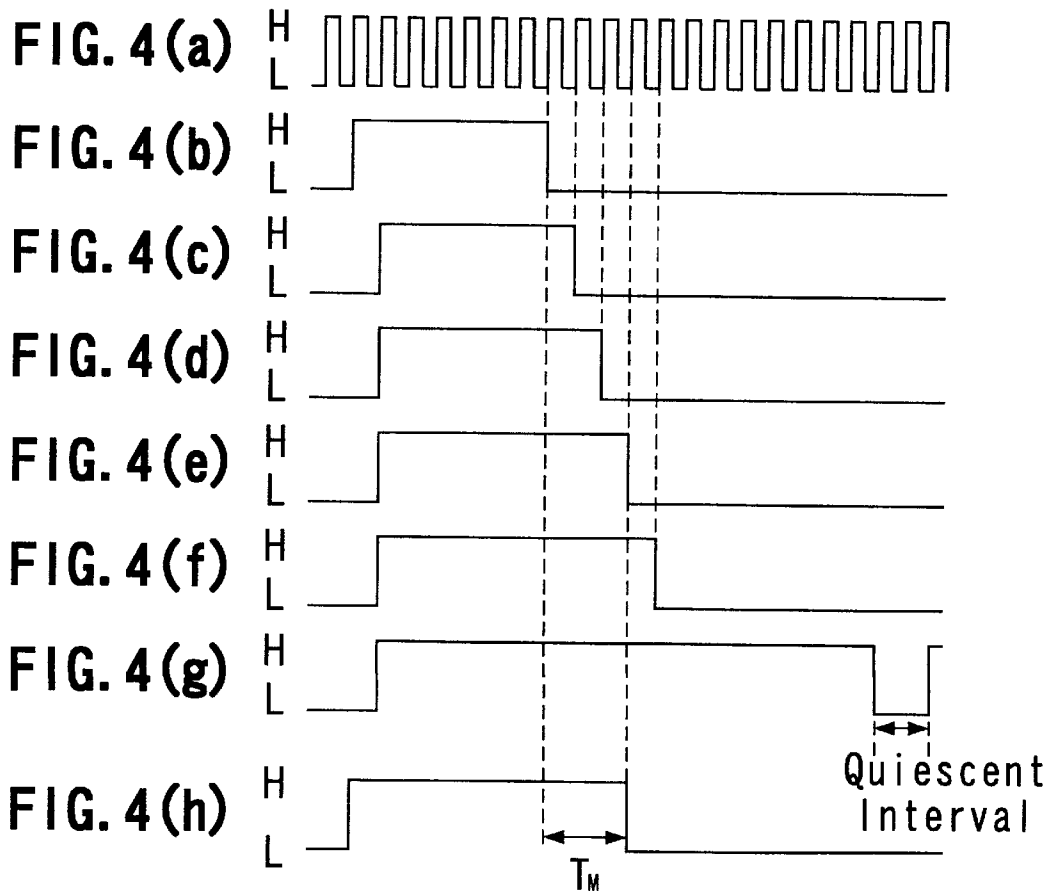 FIG. 4(a) H
L
FIG. 4(b) H
L
FIG. 4(c) H
L
FIG. 4(d) H
L
FIG. 4(e) H
L
FIG. 4(f) H
L
FIG. 4(g) H
L
Quiescent
Interval
FIG. 4(h) H
L
TM